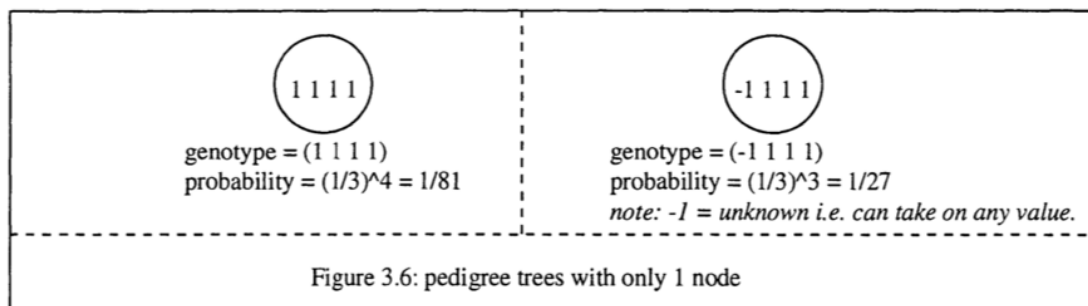 1 1 1 1
genotype = (1 1 1 1)
probability = (1/3)^4 = 1/81
-1 1 1 1
genotype = (-1 1 1 1)
probability = (1/3)^3 = 1/27
note: -1 = unknown i.e. can take on any value.
Figure 3.6: pedigree trees with only 1 node